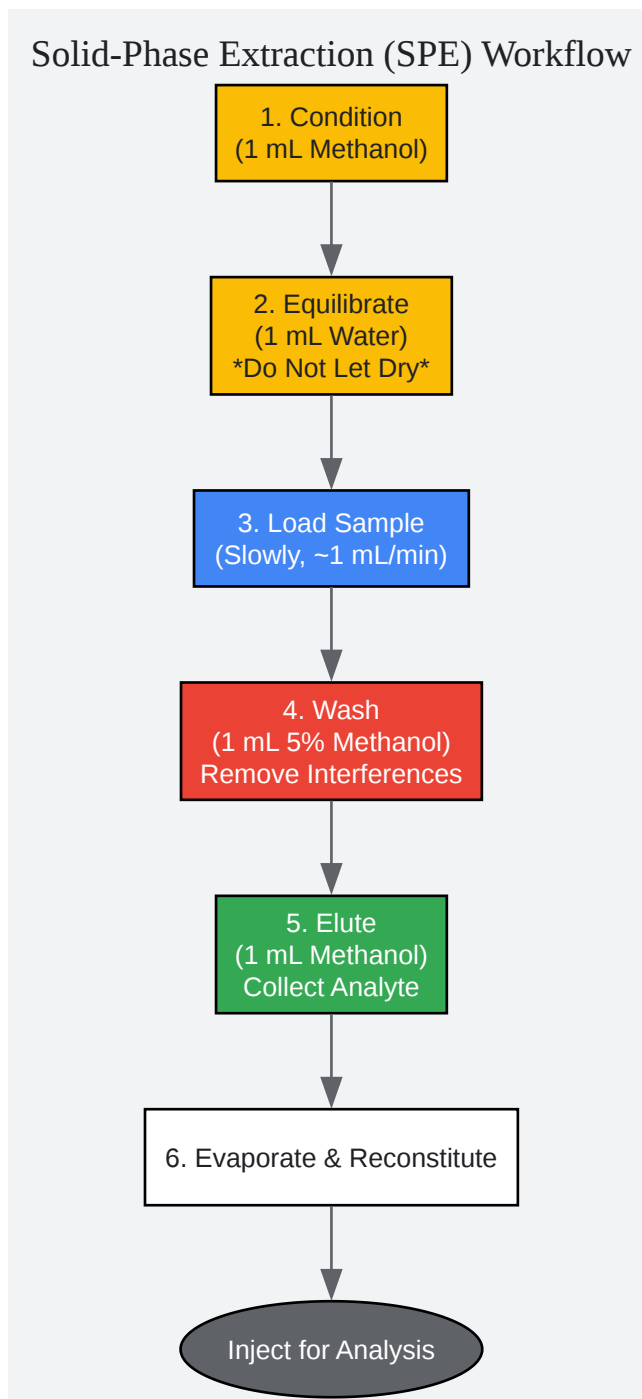 Solid-Phase Extraction (SPE) Workflow
1. Condition
(1 mL Methanol)
2. Equilibrate
(1 mL Water)
*Do Not Let Dry*
3. Load Sample
(Slowly, ~1 mL/min)
4. Wash
(1 mL 5% Methanol)
Remove Interferences
5. Elute
(1 mL Methanol)
Collect Analyte
6. Evaporate & Reconstitute
Inject for Analysis